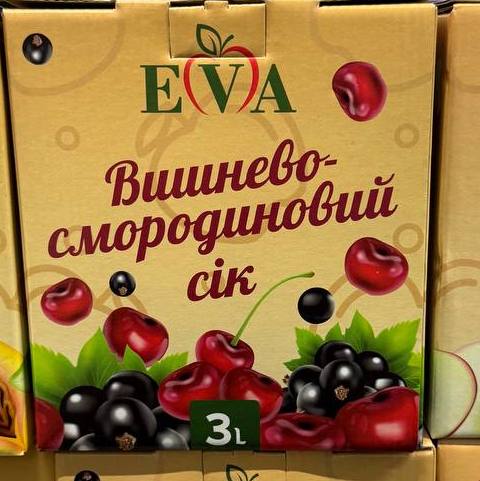 EVA
Вишнево-
смородиновий
сік
3L